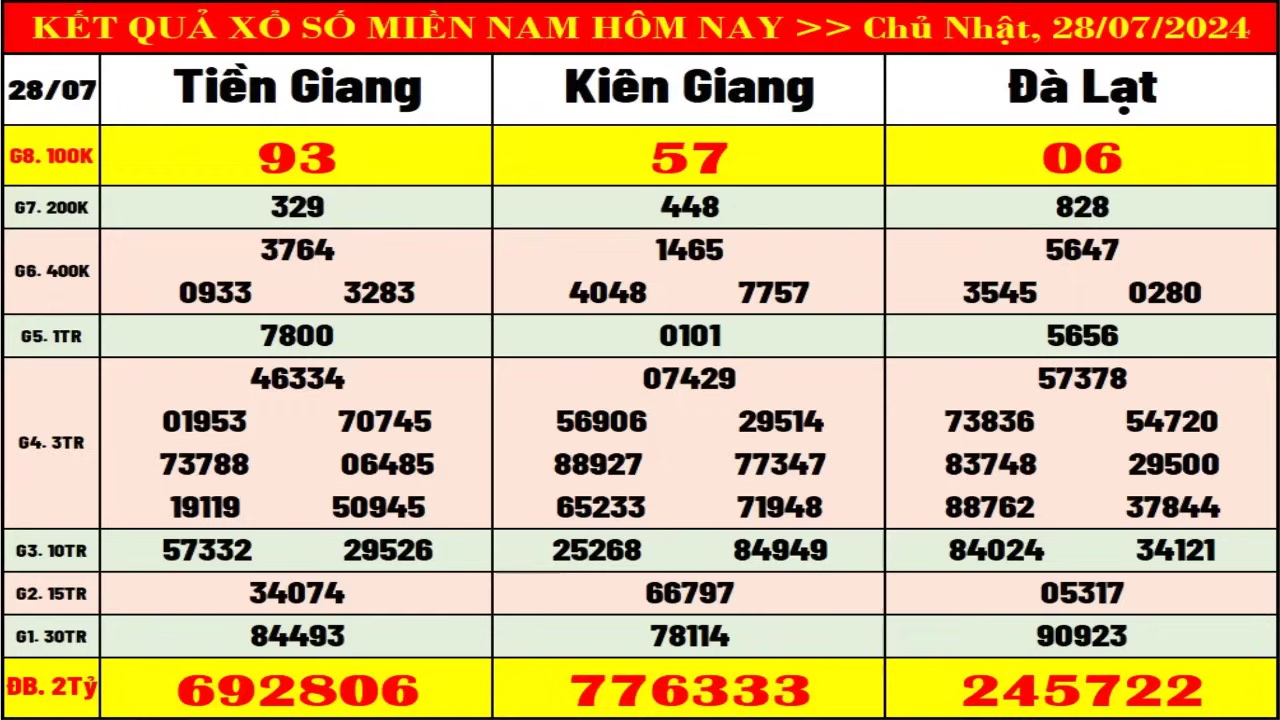 KẾT QUẢ XỔ SỐ MIỀN NAM HÔM NAY >> Chủ Nhật, 28/07/2024
28/07 Tiền Giang Kiên Giang Đà Lạt
G8. 100K 93 57 06
G7. 200K 329 448 828
3764 1465 5647
G6. 400K
0933 3283 4048 7757 3545 0280
G5. 1TR 7800 0101 5656
46334 07429 57378
01953 70745 56906 29514 73836 54720
G4. 3TR
73788 06485 88927 77347 83748 29500
19119 50945 65233 71948 88762 37844
G3. 10TR 57332 29526 25268 84949 84024 34121
G2. 15TR 34074 66797 05317
G1. 30TR 84493 78114 90923
ĐB. 2Tỷ 692806 776333 245722